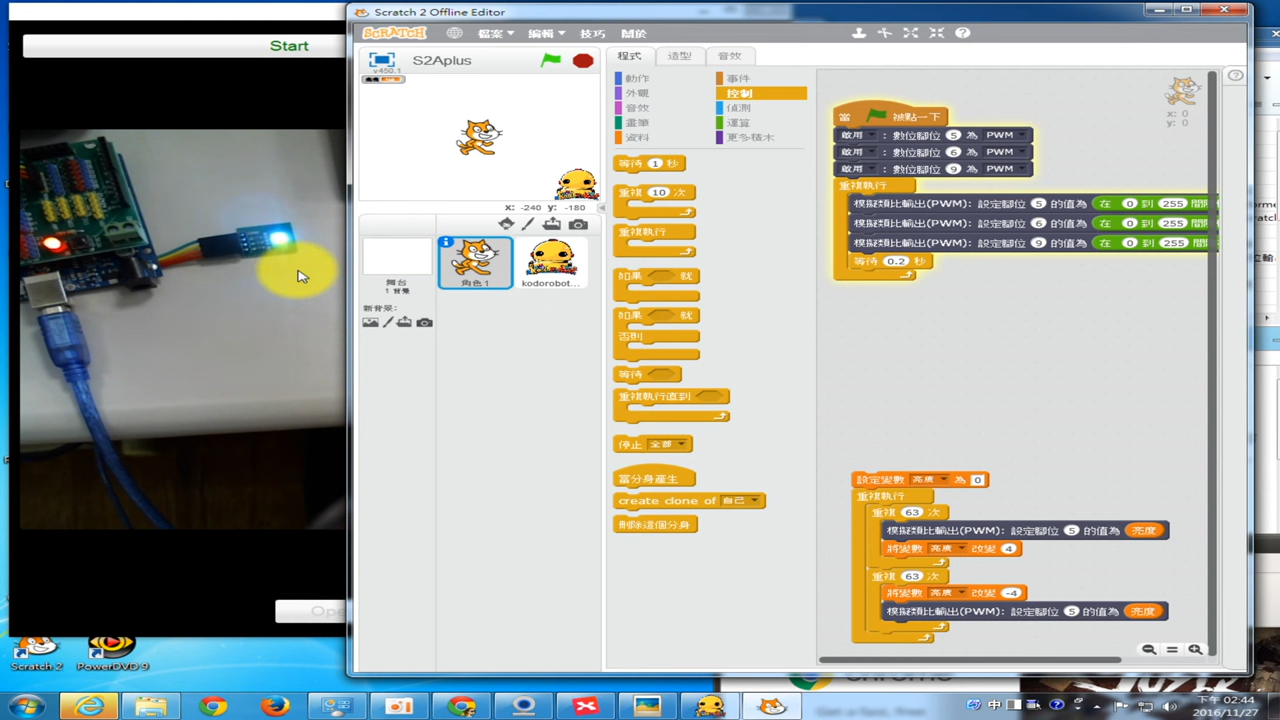 Scratch 2 Offline Editor
Start
SCRATCH 檔案 編輯 技巧 關於
v450.1 S2Aplus
程式 造型 音效
動作 事件
外觀 控制
音效 偵測
畫筆 運算
資料 更多積木
x: 0
y: 0
當 被點一下
啟用 : 數位腳位 5 為 PWM
啟用 : 數位腳位 6 為 PWM
啟用 : 數位腳位 9 為 PWM
重複執行
模擬類比輸出(PWM): 設定腳位 5 的值為 在 0 到 255 間
模擬類比輸出(PWM): 設定腳位 6 的值為 在 0 到 255 間
模擬類比輸出(PWM): 設定腳位 9 的值為 在 0 到 255 間
等待 0.2 秒
等待 1 秒
重複 10 次
重複執行
如果 就
如果 就
否則
等待
重複執行直到
停止 全部
當分身產生
create clone of 自己
刪除這個分身
x: -240 y: -180
舞台
1 背景
新背景:
角色1
kodorobot...
設定變數 亮度 為 0
重複執行
重複 63 次
模擬類比輸出(PWM): 設定腳位 5 的值為 亮度
將變數 亮度 改變 4
重複 63 次
將變數 亮度 改變 -4
模擬類比輸出(PWM): 設定腳位 5 的值為 亮度
Scratch 2
PowerDVD 9
中
下午 02:44
2016/11/27